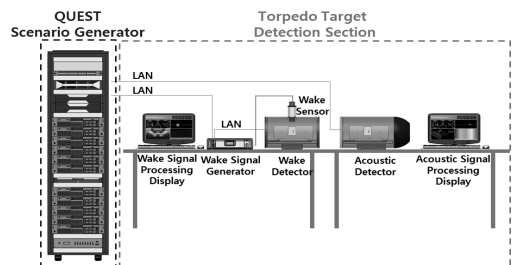 QUEST
Scenario Generator
Torpedo Target
Detection Section
LAN
LAN
LAN
Wake
Sensor
Wake Signal
Processing
Display
Wake Signal
Generator
Wake
Detector
Acoustic
Detector
Acoustic Signal
Processing
Display